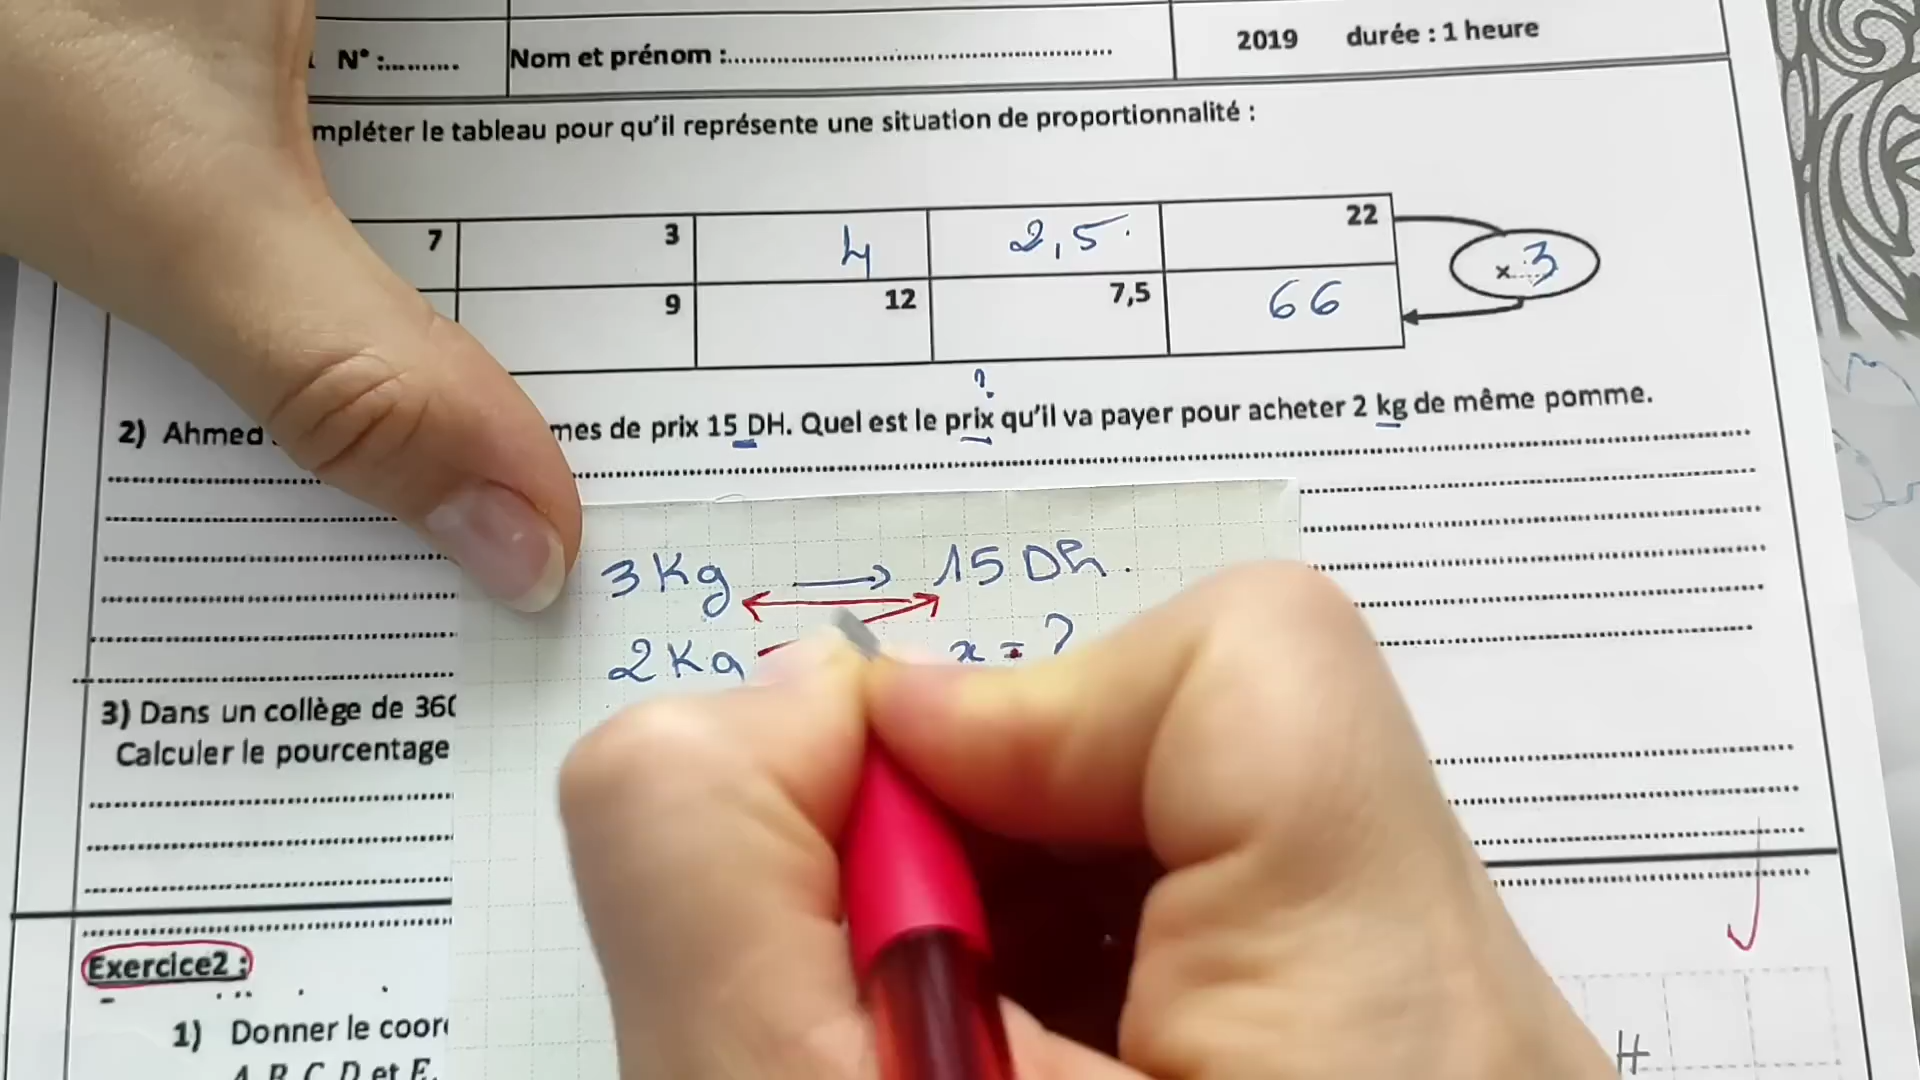 N° :.......... Nom et prénom :.................................................... 2019 durée : 1 heure
mpléter le tableau pour qu'il représente une situation de proportionnalité :
7 3 4 2,5 22
× 3
9 12 7,5 66
?
2) Ahmed mes de prix 15 DH. Quel est le prix qu'il va payer pour acheter 2 kg de même pomme.
3 Kg → 15 Dh.
2 Kg x = ?
3) Dans un collège de 360
Calculer le pourcentage
Exercice2 :
1) Donner le coor
A, B, C, D et E.
H